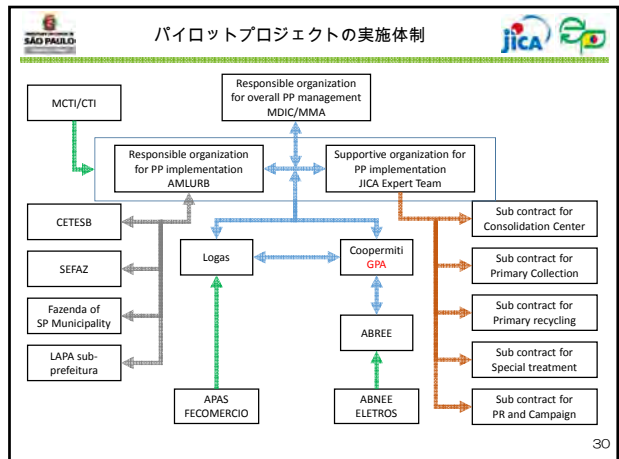 SÃO PAULO
パイロットプロジェクトの実施体制
JICA
MCTI/CTI
Responsible organization
for overall PP management
MDIC/MMA
Responsible organization
for PP implementation
AMLURB
Supportive organization for
PP implementation
JICA Expert Team
CETESB
SEFAZ
Fazenda of
SP Municipality
LAPA sub-
prefeitura
Logas
Coopermiti
GPA
ABREE
APAS
FECOMERCIO
ABNEE
ELETROS
Sub contract for
Consolidation Center
Sub contract for
Primary Collection
Sub contract for
Primary recycling
Sub contract for
Special treatment
Sub contract for
PR and Campaign
30